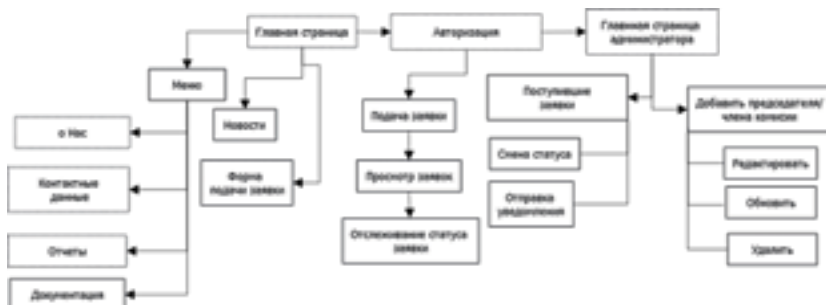 Главная страница
Авторизация
Главная страница
администратора
Меню
Новости
Форма
подачи заявки
о Нас
Контактные
данные
Отчеты
Документация
Подача заявки
Просмотр заявок
Отслеживание статуса
заявки
Поступившие
заявки
Смена статуса
Отправка
уведомления
Добавить председателя/
члена комиссии
Редактировать
Обновить
Удалить